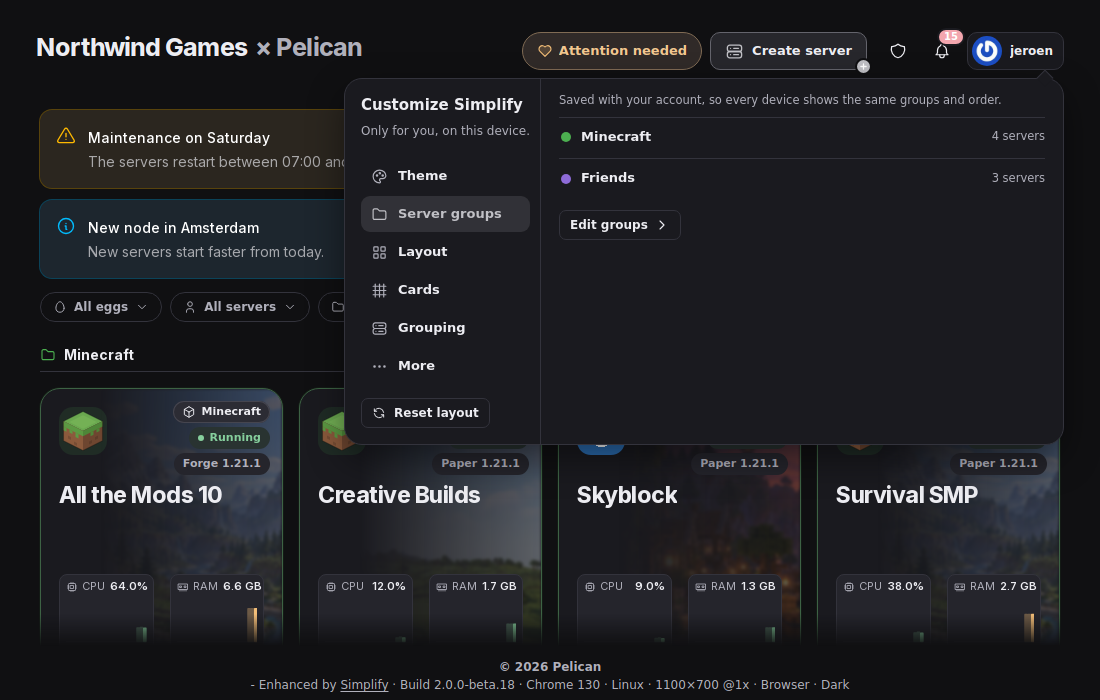 Northwind Games × Pelican
Attention needed
Create server
15
jeroen
Maintenance on Saturday
The servers restart between 07:00 and
New node in Amsterdam
New servers start faster from today.
All eggs
All servers
Customize Simplify
Only for you, on this device.
Theme
Server groups
Layout
Cards
Grouping
More
Reset layout
Saved with your account, so every device shows the same groups and order.
Minecraft 4 servers
Friends 3 servers
Edit groups
Minecraft
Minecraft
Running
Forge 1.21.1
All the Mods 10
CPU 64.0% RAM 6.6 GB
Paper 1.21.1
Creative Builds
CPU 12.0% RAM 1.7 GB
Paper 1.21.1
Skyblock
CPU 9.0% RAM 1.3 GB
Paper 1.21.1
Survival SMP
CPU 38.0% RAM 2.7 GB
© 2026 Pelican
- Enhanced by Simplify · Build 2.0.0-beta.18 · Chrome 130 · Linux · 1100×700 @1x · Browser · Dark